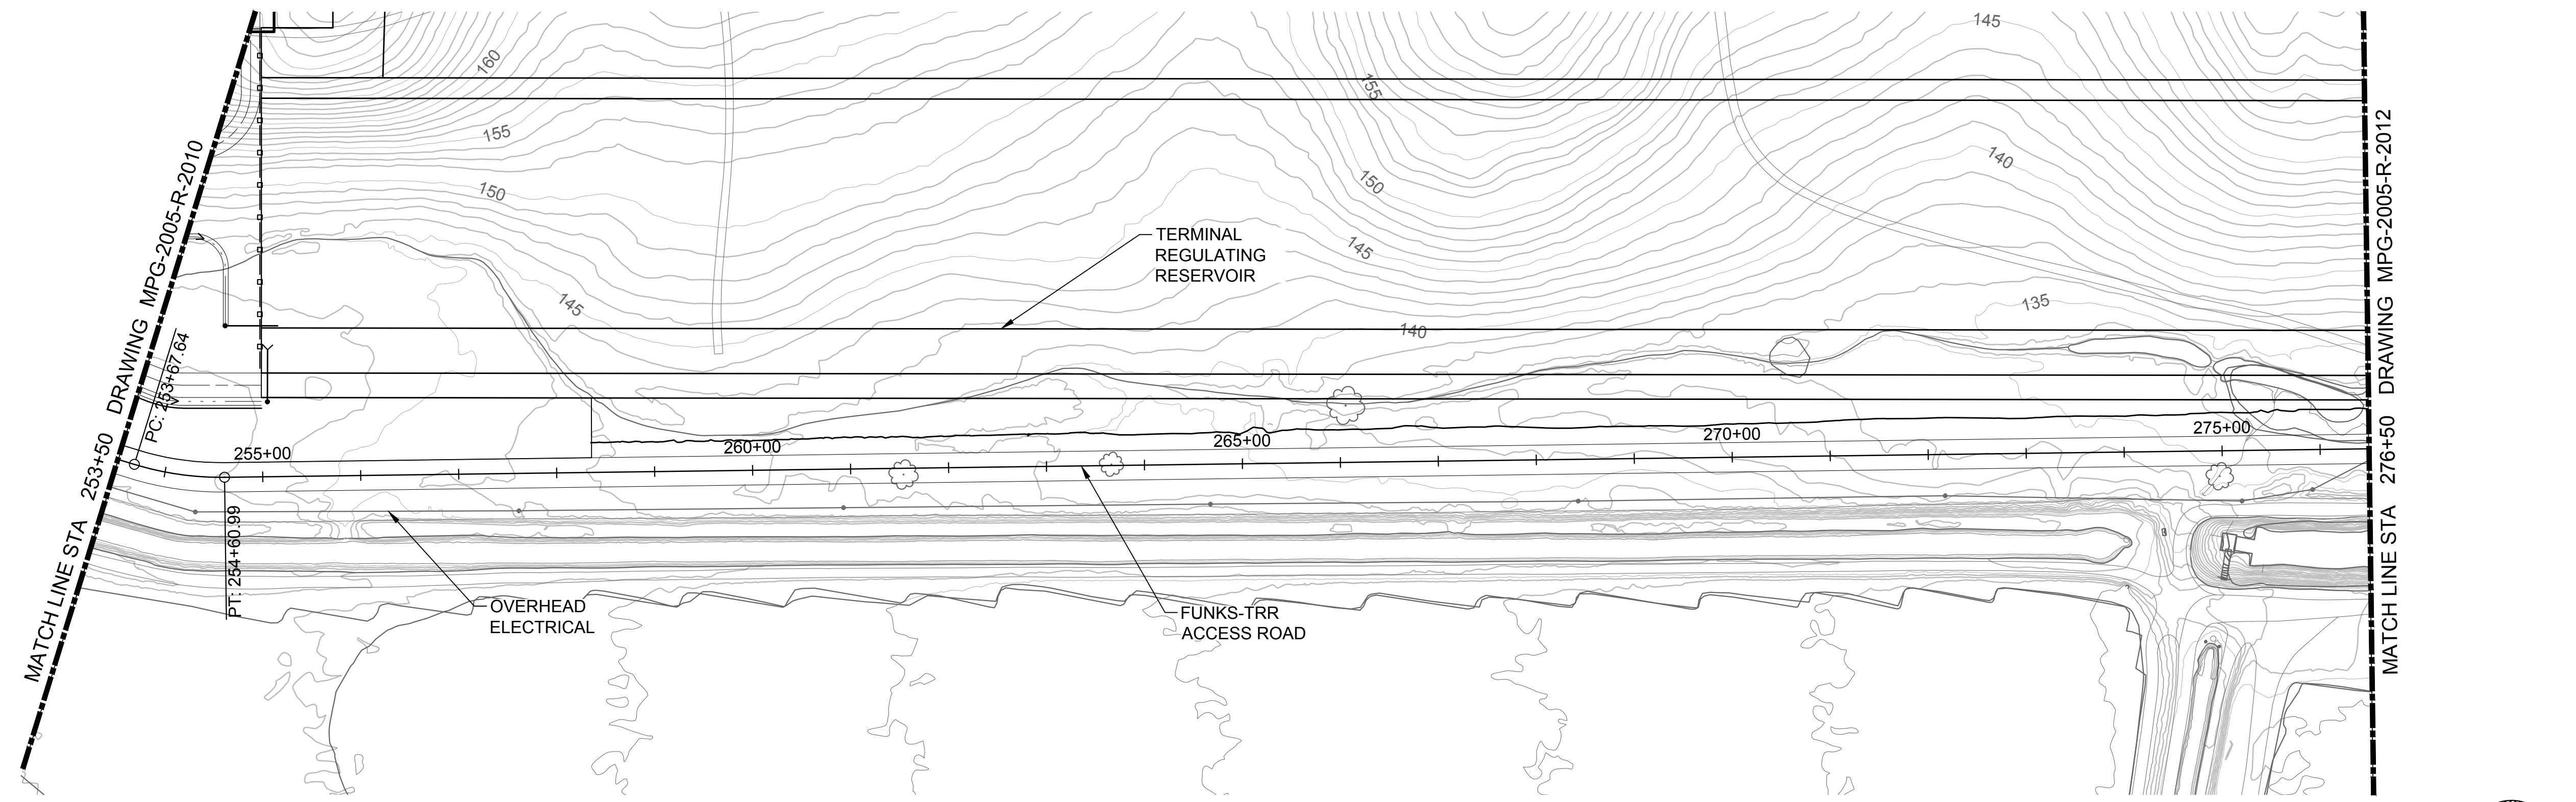 145
160
155
155
150
140
150
145
145
135
140
TERMINAL
REGULATING
RESERVOIR
MATCH LINE STA 253+50 DRAWING MPG-2005-R-2010
PC: 253+67.64
PT: 254+60.99
255+00
260+00
265+00
270+00
275+00
OVERHEAD
ELECTRICAL
FUNKS-TRR
ACCESS ROAD
MATCH LINE STA 276+50 DRAWING MPG-2005-R-2012